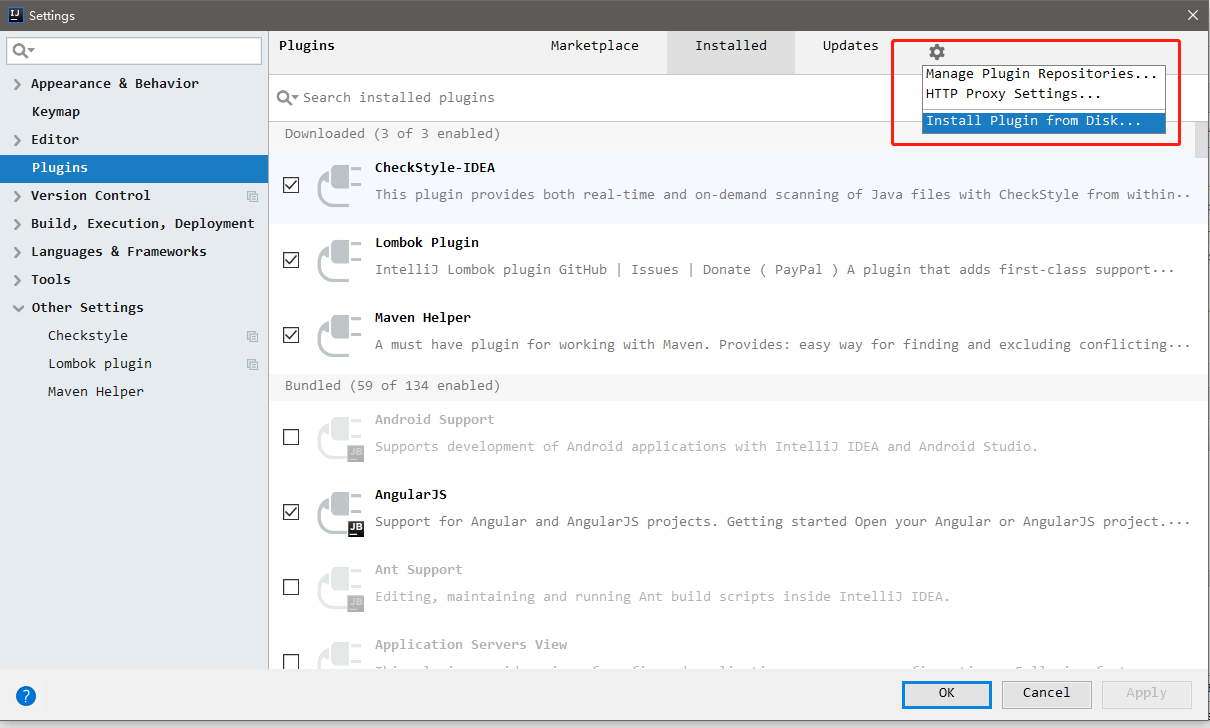 Settings
Plugins
Marketplace
Installed
Updates
Manage Plugin Repositories...
HTTP Proxy Settings...
Install Plugin from Disk...
Appearance & Behavior
Keymap
Editor
Plugins
Version Control
Build, Execution, Deployment
Languages & Frameworks
Tools
Other Settings
Checkstyle
Lombok plugin
Maven Helper
Search installed plugins
Downloaded (3 of 3 enabled)
CheckStyle-IDEA
This plugin provides both real-time and on-demand scanning of Java files with CheckStyle from within...
Lombok Plugin
IntelliJ Lombok plugin GitHub | Issues | Donate ( PayPal ) A plugin that adds first-class support...
Maven Helper
A must have plugin for working with Maven. Provides: easy way for finding and excluding conflicting...
Bundled (59 of 134 enabled)
Android Support
Supports development of Android applications with IntelliJ IDEA and Android Studio.
JB
AngularJS
Support for Angular and AngularJS projects. Getting started Open your Angular or AngularJS project....
JB
Ant Support
Editing, maintaining and running Ant build scripts inside IntelliJ IDEA.
JB
Application Servers View
?
OK
Cancel
Apply